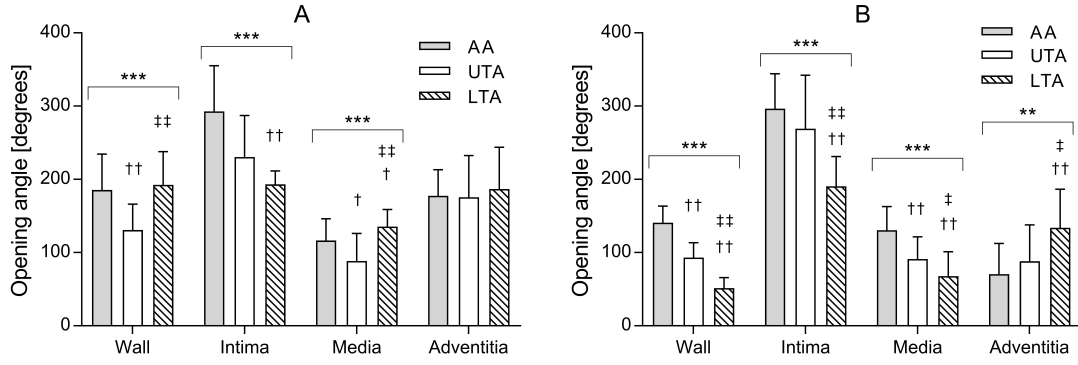 A
Opening angle [degrees]
400
300
200
100
0
AA
UTA
LTA
***
††
‡‡
***
††
***
†
‡‡
†
Wall Intima Media Adventitia
B
Opening angle [degrees]
400
300
200
100
0
AA
UTA
LTA
***
††
‡‡
††
***
‡‡
††
***
††
‡
††
**
‡
††
Wall Intima Media Adventitia